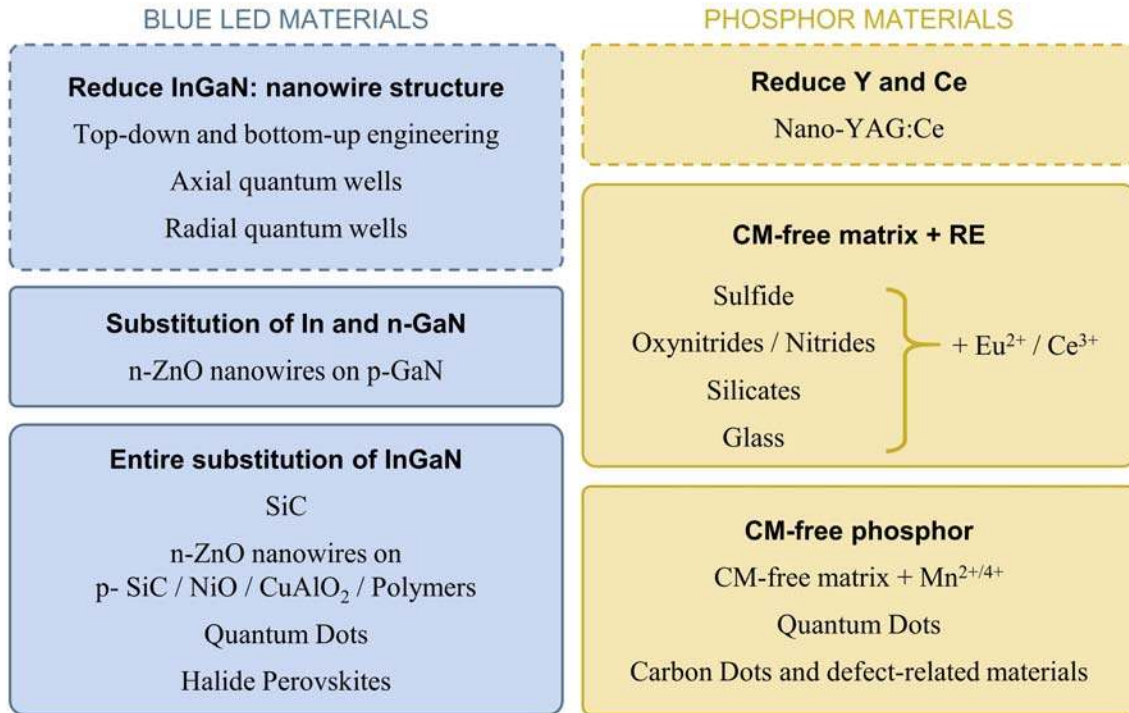 BLUE LED MATERIALS
Reduce InGaN: nanowire structure
Top-down and bottom-up engineering
Axial quantum wells
Radial quantum wells
Substitution of In and n-GaN
n-ZnO nanowires on p-GaN
Entire substitution of InGaN
SiC
n-ZnO nanowires on
p- SiC / NiO / CuAlO₂ / Polymers
Quantum Dots
Halide Perovskites
PHOSPHOR MATERIALS
Reduce Y and Ce
Nano-YAG:Ce
CM-free matrix + RE
Sulfide
Oxynitrides / Nitrides
Silicates
Glass
+ Eu²⁺ / Ce³⁺
CM-free phosphor
CM-free matrix + Mn²⁺/⁴⁺
Quantum Dots
Carbon Dots and defect-related materials